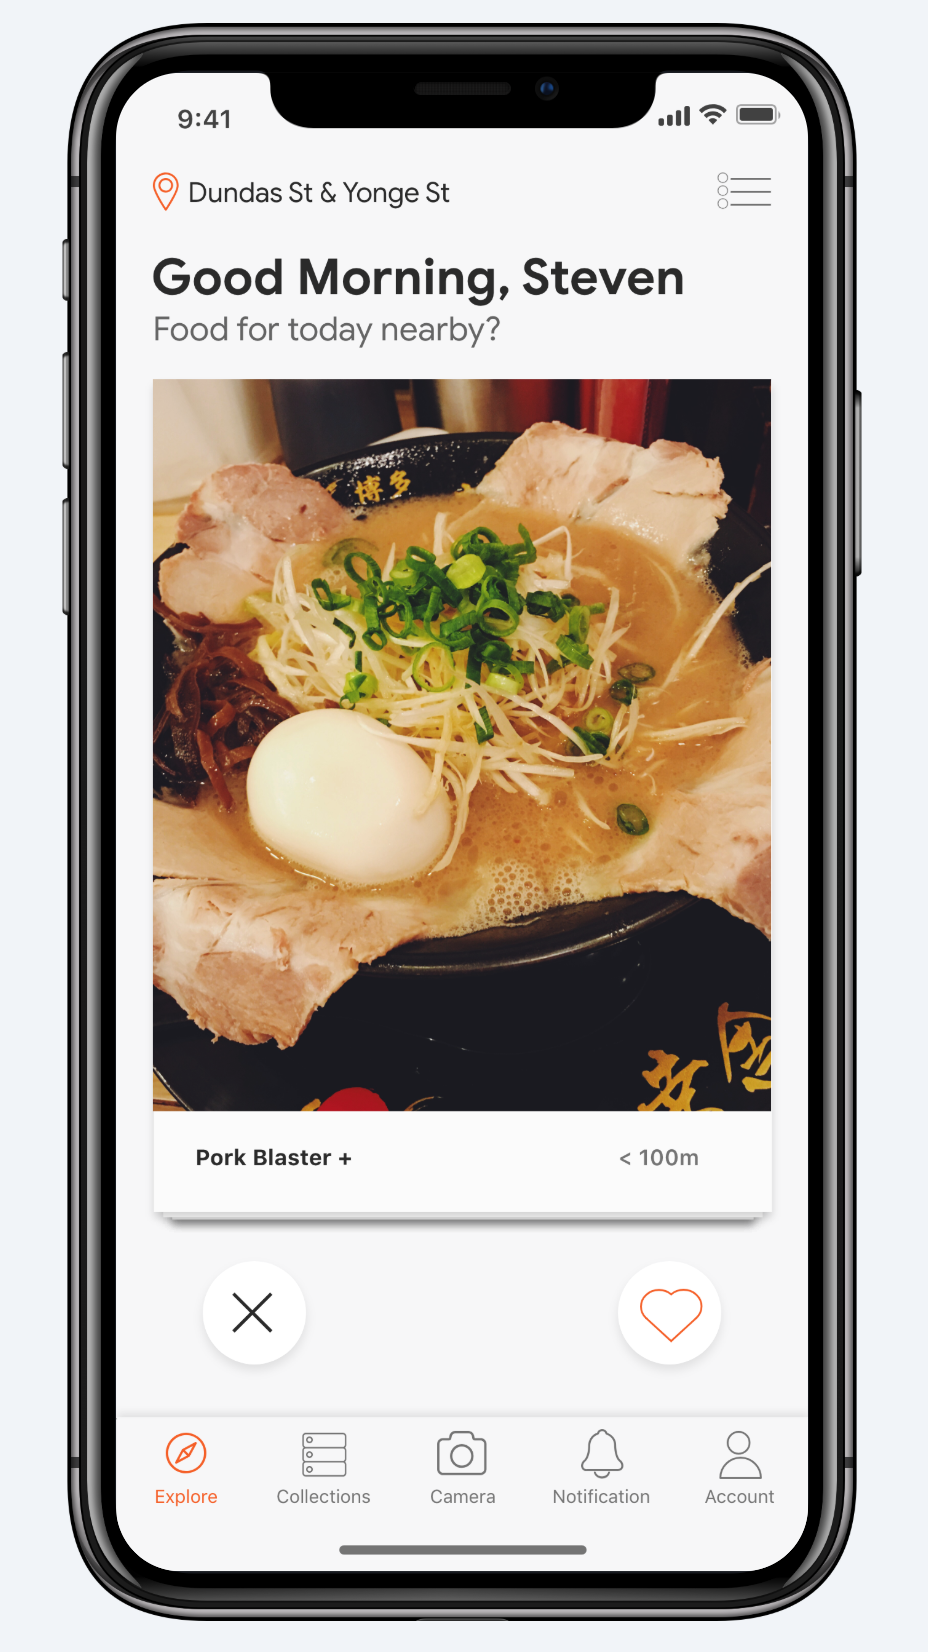 9:41
Dundas St & Yonge St
Good Morning, Steven
Food for today nearby?
博多
Pork Blaster +
< 100m
Explore
Collections
Camera
Notification
Account